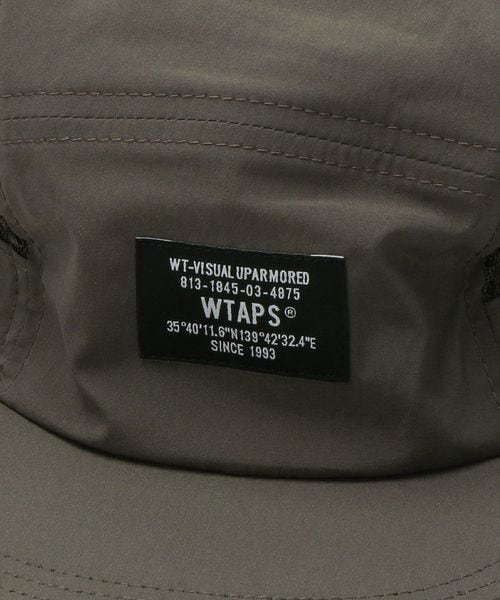 WT-VISUAL UPARMORED
813-1845-03-4875
WTAPS®
35°40'11.6"N139°42'32.4"E
SINCE 1993